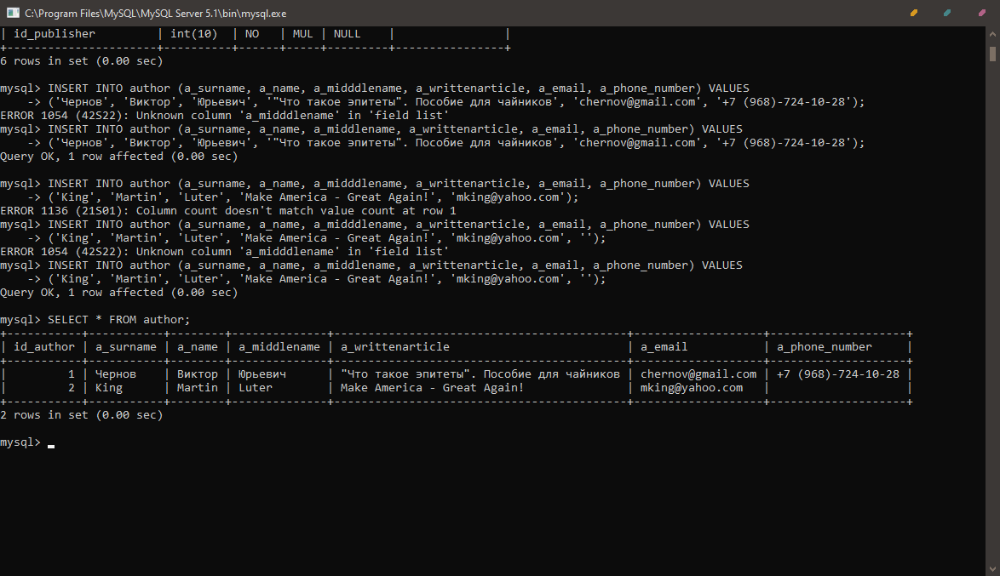 C:\Program Files\MySQL\MySQL Server 5.1\bin\mysql.exe
| id_publisher         | int(10)  | NO   | MUL | NULL    |                |
+----------------------+----------+------+-----+---------+----------------+
6 rows in set (0.00 sec)
mysql> INSERT INTO author (a_surname, a_name, a_midddlename, a_writtenarticle, a_email, a_phone_number) VALUES
    -> ('Чернов', 'Виктор', 'Юрьевич', '"Что такое эпитеты". Пособие для чайников', 'chernov@gmail.com', '+7 (968)-724-10-28');
ERROR 1054 (42S22): Unknown column 'a_midddlename' in 'field list'
mysql> INSERT INTO author (a_surname, a_name, a_middlename, a_writtenarticle, a_email, a_phone_number) VALUES
    -> ('Чернов', 'Виктор', 'Юрьевич', '"Что такое эпитеты". Пособие для чайников', 'chernov@gmail.com', '+7 (968)-724-10-28');
Query OK, 1 row affected (0.00 sec)
mysql> INSERT INTO author (a_surname, a_name, a_midddlename, a_writtenarticle, a_email, a_phone_number) VALUES
    -> ('King', 'Martin', 'Luter', 'Make America - Great Again!', 'mking@yahoo.com');
ERROR 1136 (21S01): Column count doesn't match value count at row 1
mysql> INSERT INTO author (a_surname, a_name, a_midddlename, a_writtenarticle, a_email, a_phone_number) VALUES
    -> ('King', 'Martin', 'Luter', 'Make America - Great Again!', 'mking@yahoo.com', '');
ERROR 1054 (42S22): Unknown column 'a_midddlename' in 'field list'
mysql> INSERT INTO author (a_surname, a_name, a_middlename, a_writtenarticle, a_email, a_phone_number) VALUES
    -> ('King', 'Martin', 'Luter', 'Make America - Great Again!', 'mking@yahoo.com', '');
Query OK, 1 row affected (0.00 sec)
mysql> SELECT * FROM author;
+-----------+-----------+--------+--------------+-------------------------------------------+-------------------+--------------------+
| id_author | a_surname | a_name | a_middlename | a_writtenarticle                          | a_email           | a_phone_number     |
+-----------+-----------+--------+--------------+-------------------------------------------+-------------------+--------------------+
|         1 | Чернов    | Виктор | Юрьевич      | "Что такое эпитеты". Пособие для чайников | chernov@gmail.com | +7 (968)-724-10-28 |
|         2 | King      | Martin | Luter        | Make America - Great Again!               | mking@yahoo.com   |                    |
+-----------+-----------+--------+--------------+-------------------------------------------+-------------------+--------------------+
2 rows in set (0.00 sec)
mysql>